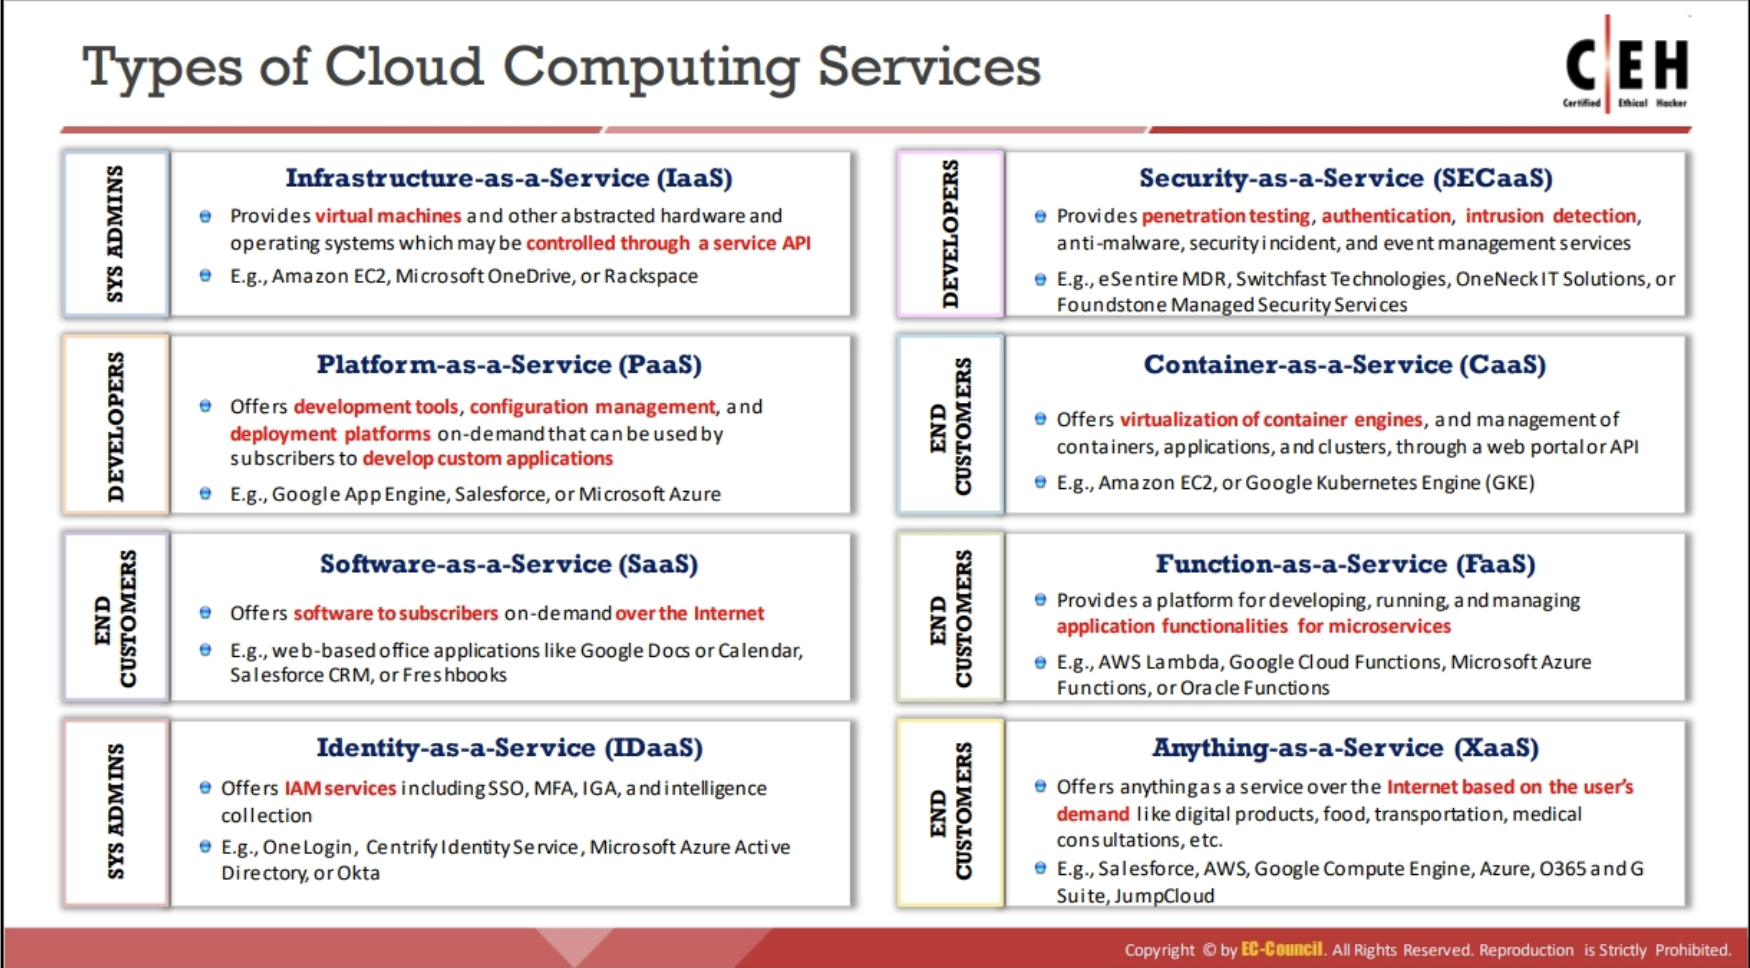 Types of Cloud Computing Services
C|EH
Certified Ethical Hacker
SYS ADMINS
Infrastructure-as-a-Service (IaaS)
Provides virtual machines and other abstracted hardware and
operating systems which may be controlled through a service API
E.g., Amazon EC2, Microsoft OneDrive, or Rackspace
DEVELOPERS
Platform-as-a-Service (PaaS)
Offers development tools, configuration management, and
deployment platforms on-demand that can be used by
subscribers to develop custom applications
E.g., Google App Engine, Salesforce, or Microsoft Azure
END
CUSTOMERS
Software-as-a-Service (SaaS)
Offers software to subscribers on-demand over the Internet
E.g., web-based office applications like Google Docs or Calendar,
Salesforce CRM, or Freshbooks
SYS ADMINS
Identity-as-a-Service (IDaaS)
Offers IAM services including SSO, MFA, IGA, and intelligence
collection
E.g., OneLogin, Centrify Identity Service, Microsoft Azure Active
Directory, or Okta
DEVELOPERS
Security-as-a-Service (SECaaS)
Provides penetration testing, authentication, intrusion detection,
anti-malware, security incident, and event management services
E.g., eSentire MDR, Switchfast Technologies, OneNeck IT Solutions, or
Foundstone Managed Security Services
END
CUSTOMERS
Container-as-a-Service (CaaS)
Offers virtualization of container engines, and management of
containers, applications, and clusters, through a web portal or API
E.g., Amazon EC2, or Google Kubernetes Engine (GKE)
END
CUSTOMERS
Function-as-a-Service (FaaS)
Provides a platform for developing, running, and managing
application functionalities for microservices
E.g., AWS Lambda, Google Cloud Functions, Microsoft Azure
Functions, or Oracle Functions
END
CUSTOMERS
Anything-as-a-Service (XaaS)
Offers anything as a service over the Internet based on the user's
demand like digital products, food, transportation, medical
consultations, etc.
E.g., Salesforce, AWS, Google Compute Engine, Azure, O365 and G
Suite, JumpCloud
Copyright © by EC-Council. All Rights Reserved. Reproduction is Strictly Prohibited.